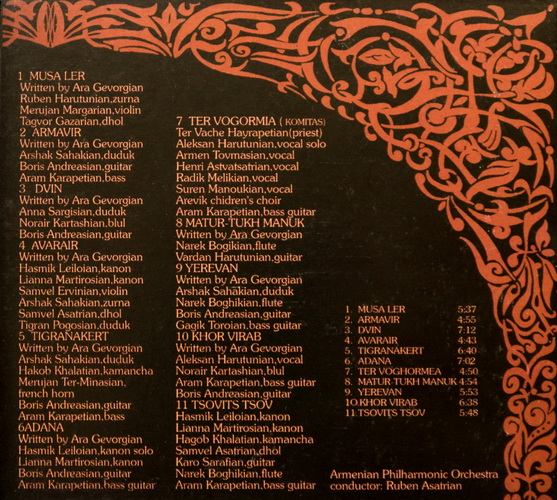 1 MUSA LER
Written by Ara Gevorgian
Ruben Harutunian,zurna
Merujan Margarian,violin
Tagvor Gazarian,dhol
2 ARMAVIR
Written by Ara Gevorgian
Arshak Sahakian,duduk
Boris Andreasian,guitar
Aram Karapetian,bass
3 DVIN
Written by Ara Gevorgian
Anna Sargisian,duduk
Norair Kartashian,blul
Boris Andreasian,guitar
4 AVARAIR
Written by Ara Gevorgian
Hasmik Leiloian,kanon
Lianna Martirosian,kanon
Samvel Ervinian,violin
Arshak Sahakian,zurna
Samvel Asatrian,dhol
Tigran Pogosian,duduk
5 TIGRANAKERT
Written by Ara Gevorgian
Arshak Sahakian,duduk
Hakob Khalatian,kamancha
Merujan Ter-Minasian,
french horn
Boris Andreasian,guitar
Aram Karapetian,bass
6ADANA
Written by Ara Gevorgian
Hasmik Leiloian,kanon solo
Lianna Martirosian,kanon
Boris Andreasian,guitar
Aram Karapetian,bass guitar
7 TER VOGORMIA ( KOMITAS)
Ter Vache Hayrapetian(priest)
Aleksan Harutunian,vocal solo
Armen Tovmasian,vocal
Henri Astvatsatrian,vocal
Radik Melikian,vocal
Suren Manoukian,vocal
Arevik chidren's choir
Aram Karapetian,bass guitar
8 MATUR-TUKH MANUK
Written by Ara Gevorgian
Narek Bogikian,flute
Vardan Harutunian,guitar
9 YEREVAN
Written by Ara Gevorgian
Arshak Sahakian,duduk
Narek Boghikian,flute
Boris Andreasian,guitar
Gagik Toroian,bass guitar
10 KHOR VIRAB
Written by Ara Gevorgian
Aleksan Harutunian,vocal
Norair Kartashian,blul
Aram Karapetian,bass guitar
Boris Andreasian,guitar
11 TSOVITS TSOV
Hasmik Leiloian,kanon
Lianna Martirosian,kanon
Hagob Khalatian,kamancha
Samvel Asatrian,dhol
Karo Sarafian,guitar
Narek Boghikian,flute
Aram Karapetian,bass guitar
1. MUSA LER 5:37
2. ARMAVIR 4:55
3. DVIN 7:12
4. AVARAIR 4:43
5. TIGRANAKERT 6:40
6. ADANA 7:02
7. TER VOGHORMEA 4:50
8. MATUR-TUKH MANUK 4:54
9. YEREVAN 5:53
10 KHOR VIRAB 6:38
11.TSOVITS TSOV 5:48
Armenian Philharmonic Orchestra
conductor: Ruben Asatrian